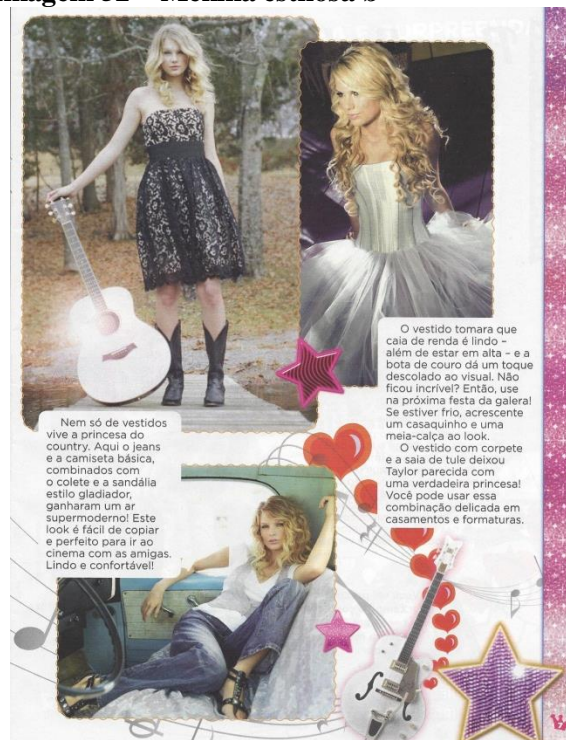 Nem só de vestidos
vive a princesa do
country. Aqui o jeans
e a camiseta básica,
combinados com
o colete e a sandália
estilo gladiador,
ganharam um ar
supermoderno! Este
look é fácil de copiar
e perfeito para ir ao
cinema com as amigas.
Lindo e confortável!
O vestido tomara que
caia de renda é lindo –
além de estar em alta – e a
bota de couro dá um toque
descolado ao visual. Não
ficou incrível? Então, use
na próxima festa da galera!
Se estiver frio, acrescente
um casaquinho e uma
meia-calça ao look.
O vestido com corpete
e a saia de tule deixou
Taylor parecida com
uma verdadeira princesa!
Você pode usar essa
combinação delicada em
casamentos e formaturas.